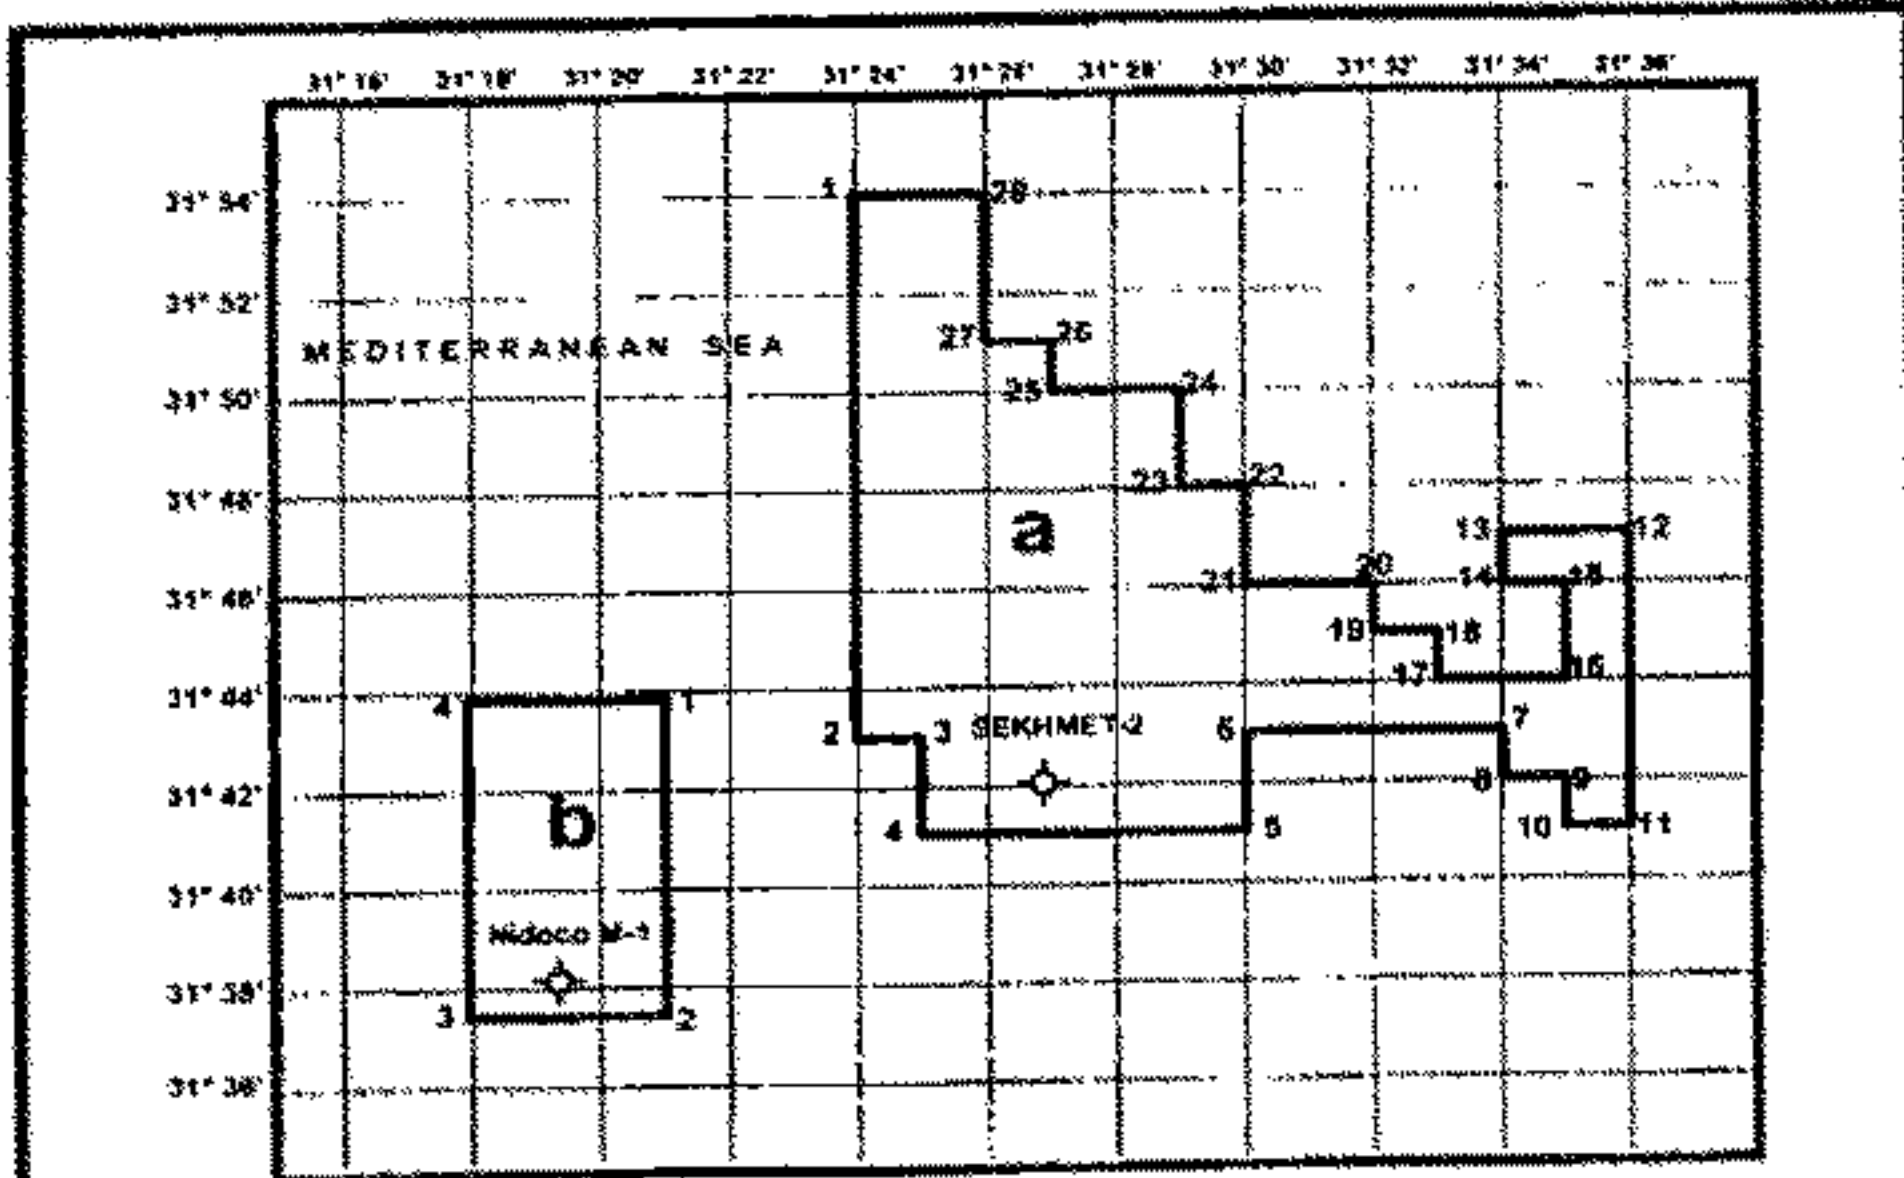 31° 16' 31° 18' 31° 20' 31° 22' 31° 24' 31° 26' 31° 28' 31° 30' 31° 32' 31° 34' 31° 36'
31° 54' 1 28
31° 52'
MEDITERRANEAN SEA 27 26
31° 50' 25 24
31° 48' 23 22
a
13 12
31° 46' 21 20 14 15
19 18
31° 44' 17 16
4 1
2 3 SEKHMET-2 6 7
31° 42' 8 9
b
4 5 10 11
31° 40'
Nidoco M-1
31° 38'
3 2
31° 36'